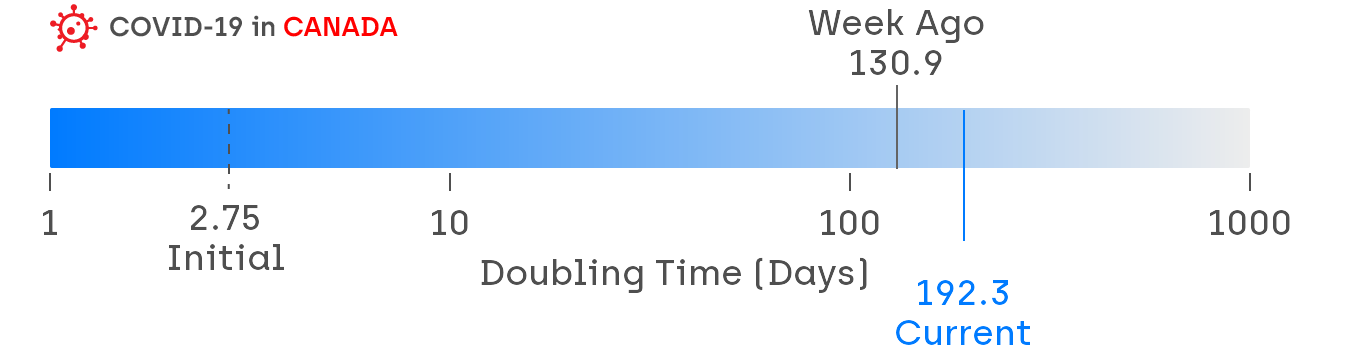 COVID-19 in CANADA
Week Ago
130.9
1
2.75
Initial
10
100
1000
Doubling Time (Days)
192.3
Current